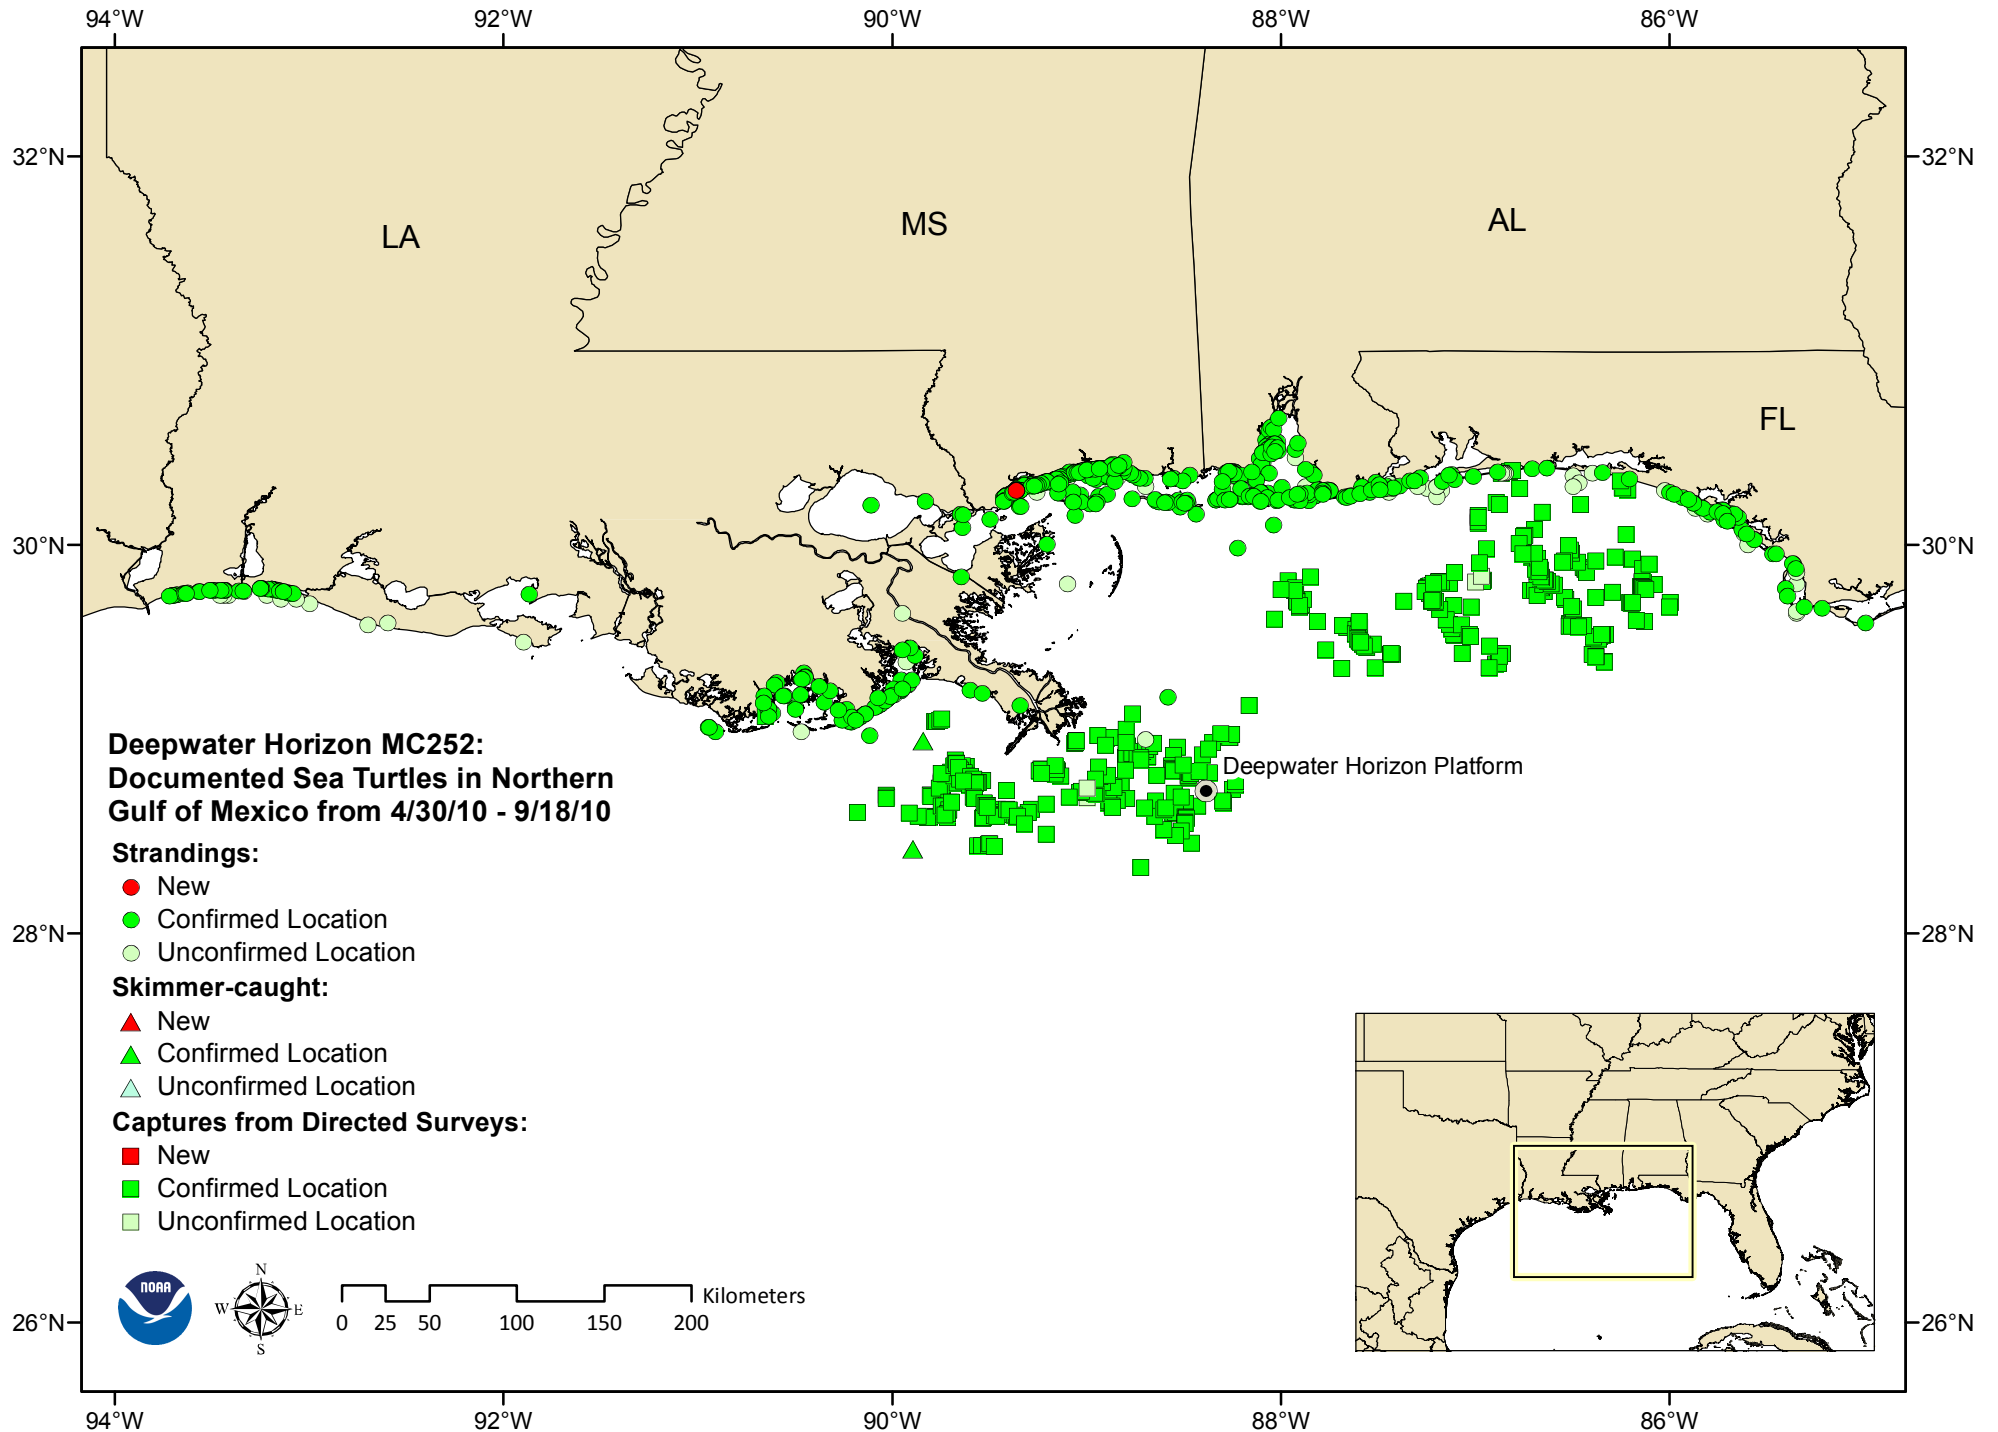 94°W 92°W 90°W 88°W 86°W
32°N 32°N
LA MS AL
FL
30°N 30°N
Deepwater Horizon Platform
Deepwater Horizon MC252:
Documented Sea Turtles in Northern
Gulf of Mexico from 4/30/10 - 9/18/10
Strandings:
New
Confirmed Location
Unconfirmed Location
28°N 28°N
Skimmer-caught:
New
Confirmed Location
Unconfirmed Location
Captures from Directed Surveys:
New
Confirmed Location
Unconfirmed Location
NOAA
N
W E
S
Kilometers
0 25 50 100 150 200
26°N 26°N
94°W 92°W 90°W 88°W 86°W